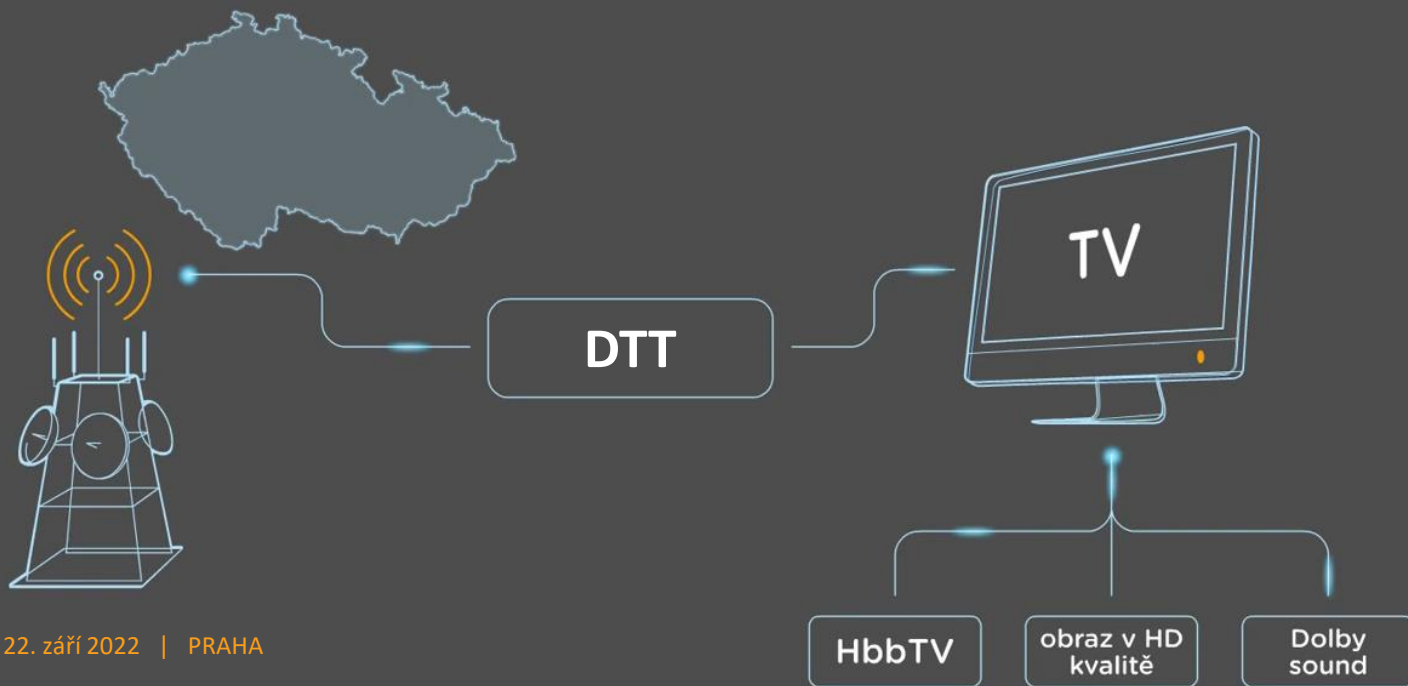 TV
DTT
22. září 2022 | PRAHA
HbbTV
obraz v HD
kvalitě
Dolby
sound